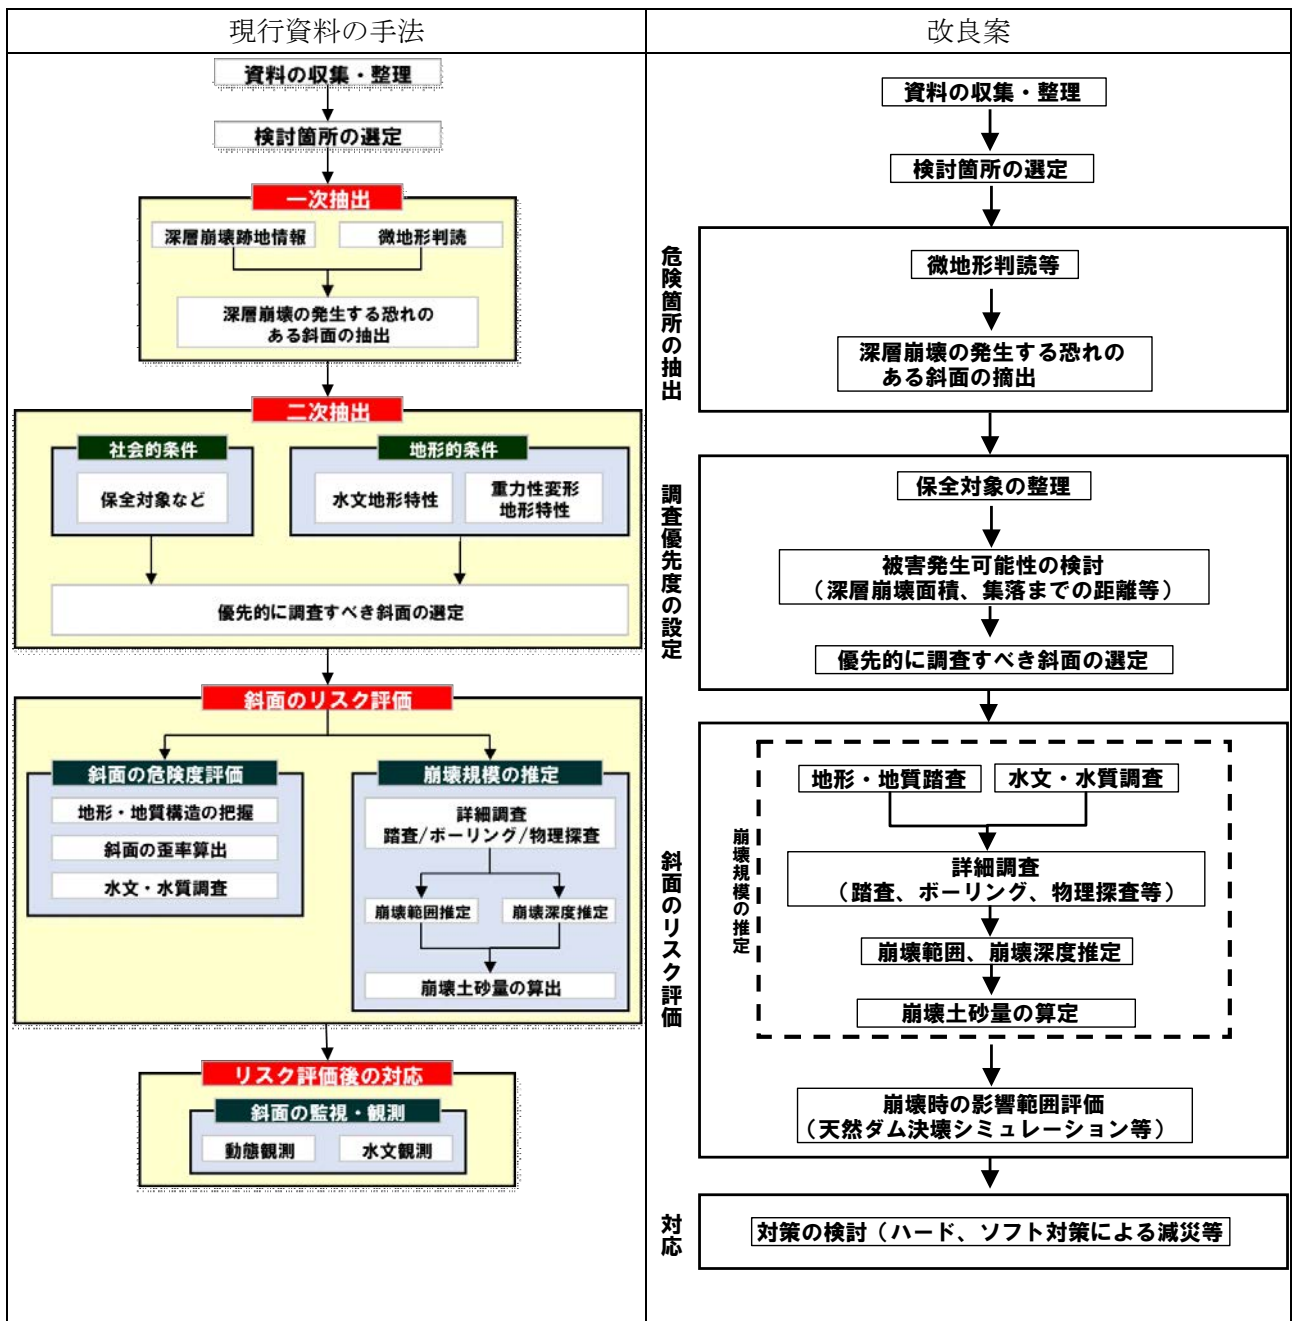 現行資料の手法
資料の収集・整理
検討箇所の選定
一次抽出
深層崩壊跡地情報
微地形判読
深層崩壊の発生する恐れの
ある斜面の抽出
二次抽出
社会的条件
保全対象など
地形的条件
水文地形特性
重力性変形
地形特性
優先的に調査すべき斜面の選定
斜面のリスク評価
斜面の危険度評価
地形・地質構造の把握
斜面の歪率算出
水文・水質調査
崩壊規模の推定
詳細調査
踏査/ボーリング/物理探査
崩壊範囲推定
崩壊深度推定
崩壊土砂量の算出
リスク評価後の対応
斜面の監視・観測
動態観測
水文観測
改良案
資料の収集・整理
検討箇所の選定
危険箇所の抽出
微地形判読等
深層崩壊の発生する恐れの
ある斜面の摘出
調査優先度の設定
保全対象の整理
被害発生可能性の検討
（深層崩壊面積、集落までの距離等）
優先的に調査すべき斜面の選定
斜面のリスク評価
崩壊規模の推定
地形・地質踏査
水文・水質調査
詳細調査
（踏査、ボーリング、物理探査等）
崩壊範囲、崩壊深度推定
崩壊土砂量の算定
崩壊時の影響範囲評価
（天然ダム決壊シミュレーション等）
対応
対策の検討（ハード、ソフト対策による減災等